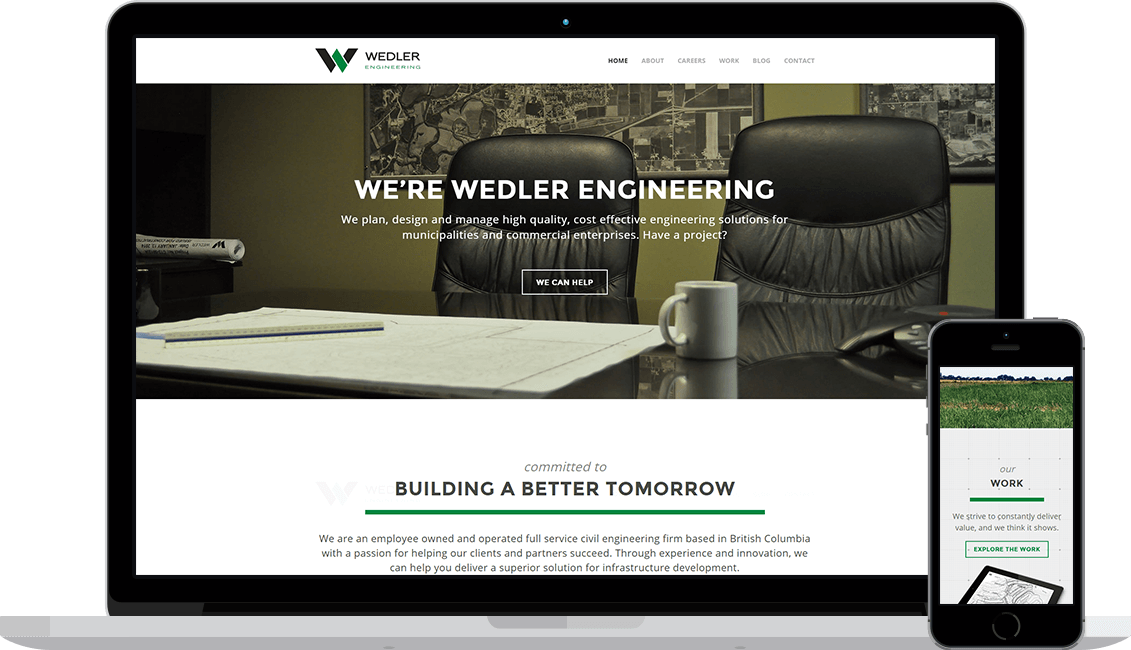 WEDLER
ENGINEERING
HOME ABOUT CAREERS WORK BLOG CONTACT
WE'RE WEDLER ENGINEERING
We plan, design and manage high quality, cost effective engineering solutions for
municipalities and commercial enterprises. Have a project?
WE CAN HELP
committed to
BUILDING A BETTER TOMORROW
We are an employee owned and operated full service civil engineering firm based in British Columbia
with a passion for helping our clients and partners succeed. Through experience and innovation, we
can help you deliver a superior solution for infrastructure development.
our
WORK
We strive to constantly deliver
value, and we think it shows.
EXPLORE THE WORK